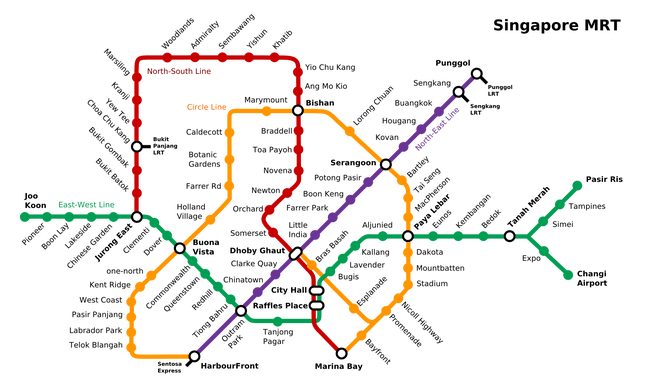 Singapore MRT
Woodlands
Admiralty
Sembawang
Yishun
Khatib
Marsiling
Kranji
Yew Tee
Choa Chu Kang
Bukit Gombak
Bukit Batok
North-South Line
Bukit
Panjang
LRT
Yio Chu Kang
Ang Mo Kio
Bishan
Braddell
Toa Payoh
Novena
Newton
Orchard
Somerset
Dhoby Ghaut
City Hall
Raffles Place
Marina Bay
Circle Line
Marymount
Caldecott
Botanic
Gardens
Farrer Rd
Holland
Village
Buona
Vista
one-north
Kent Ridge
West Coast
Pasir Panjang
Labrador Park
Telok Blangah
Sentosa
Express
HarbourFront
Lorong Chuan
Serangoon
Bartley
Tai Seng
MacPherson
Paya Lebar
Dakota
Mountbatten
Stadium
Nicoll Highway
Promenade
Bayfront
Esplanade
Bras Basah
Punggol
Punggol
LRT
Sengkang
Sengkang
LRT
Buangkok
Hougang
Kovan
North-East Line
Potong Pasir
Boon Keng
Farrer Park
Little
India
Clarke Quay
Chinatown
Outram
Park
Joo
Koon
East-West Line
Pioneer
Boon Lay
Lakeside
Chinese Garden
Jurong East
Clementi
Dover
Commonwealth
Queenstown
Redhill
Tiong Bahru
Tanjong
Pagar
Bugis
Lavender
Kallang
Aljunied
Eunos
Kembangan
Bedok
Tanah Merah
Simei
Tampines
Pasir Ris
Expo
Changi
Airport